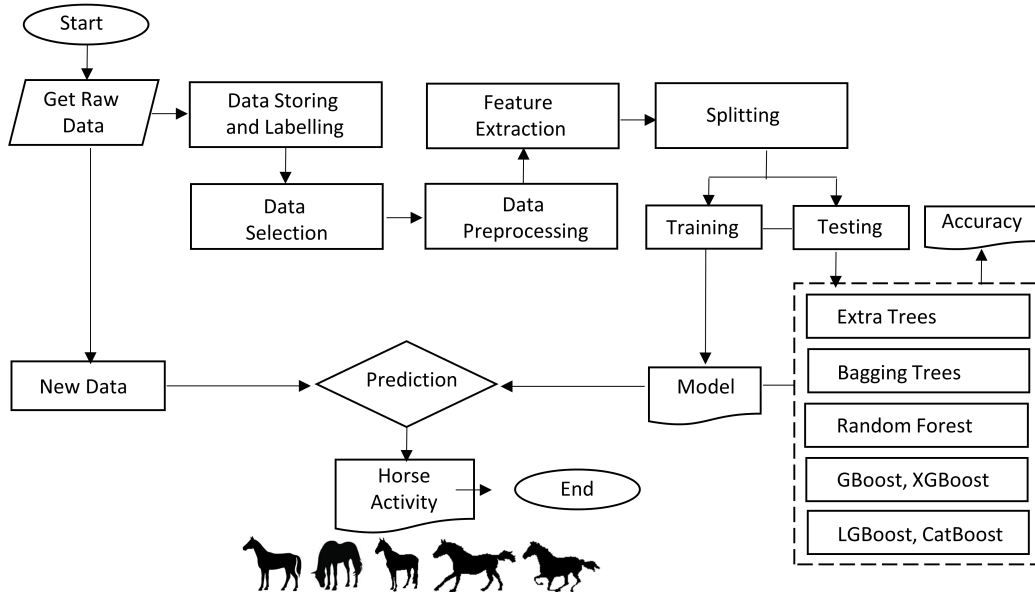 Start
Get Raw
Data
Data Storing
and Labelling
Feature
Extraction
Splitting
Data
Selection
Data
Preprocessing
Training
Testing
Accuracy
Extra Trees
Bagging Trees
Random Forest
GBoost, XGBoost
LGBoost, CatBoost
New Data
Prediction
Model
Horse
Activity
End